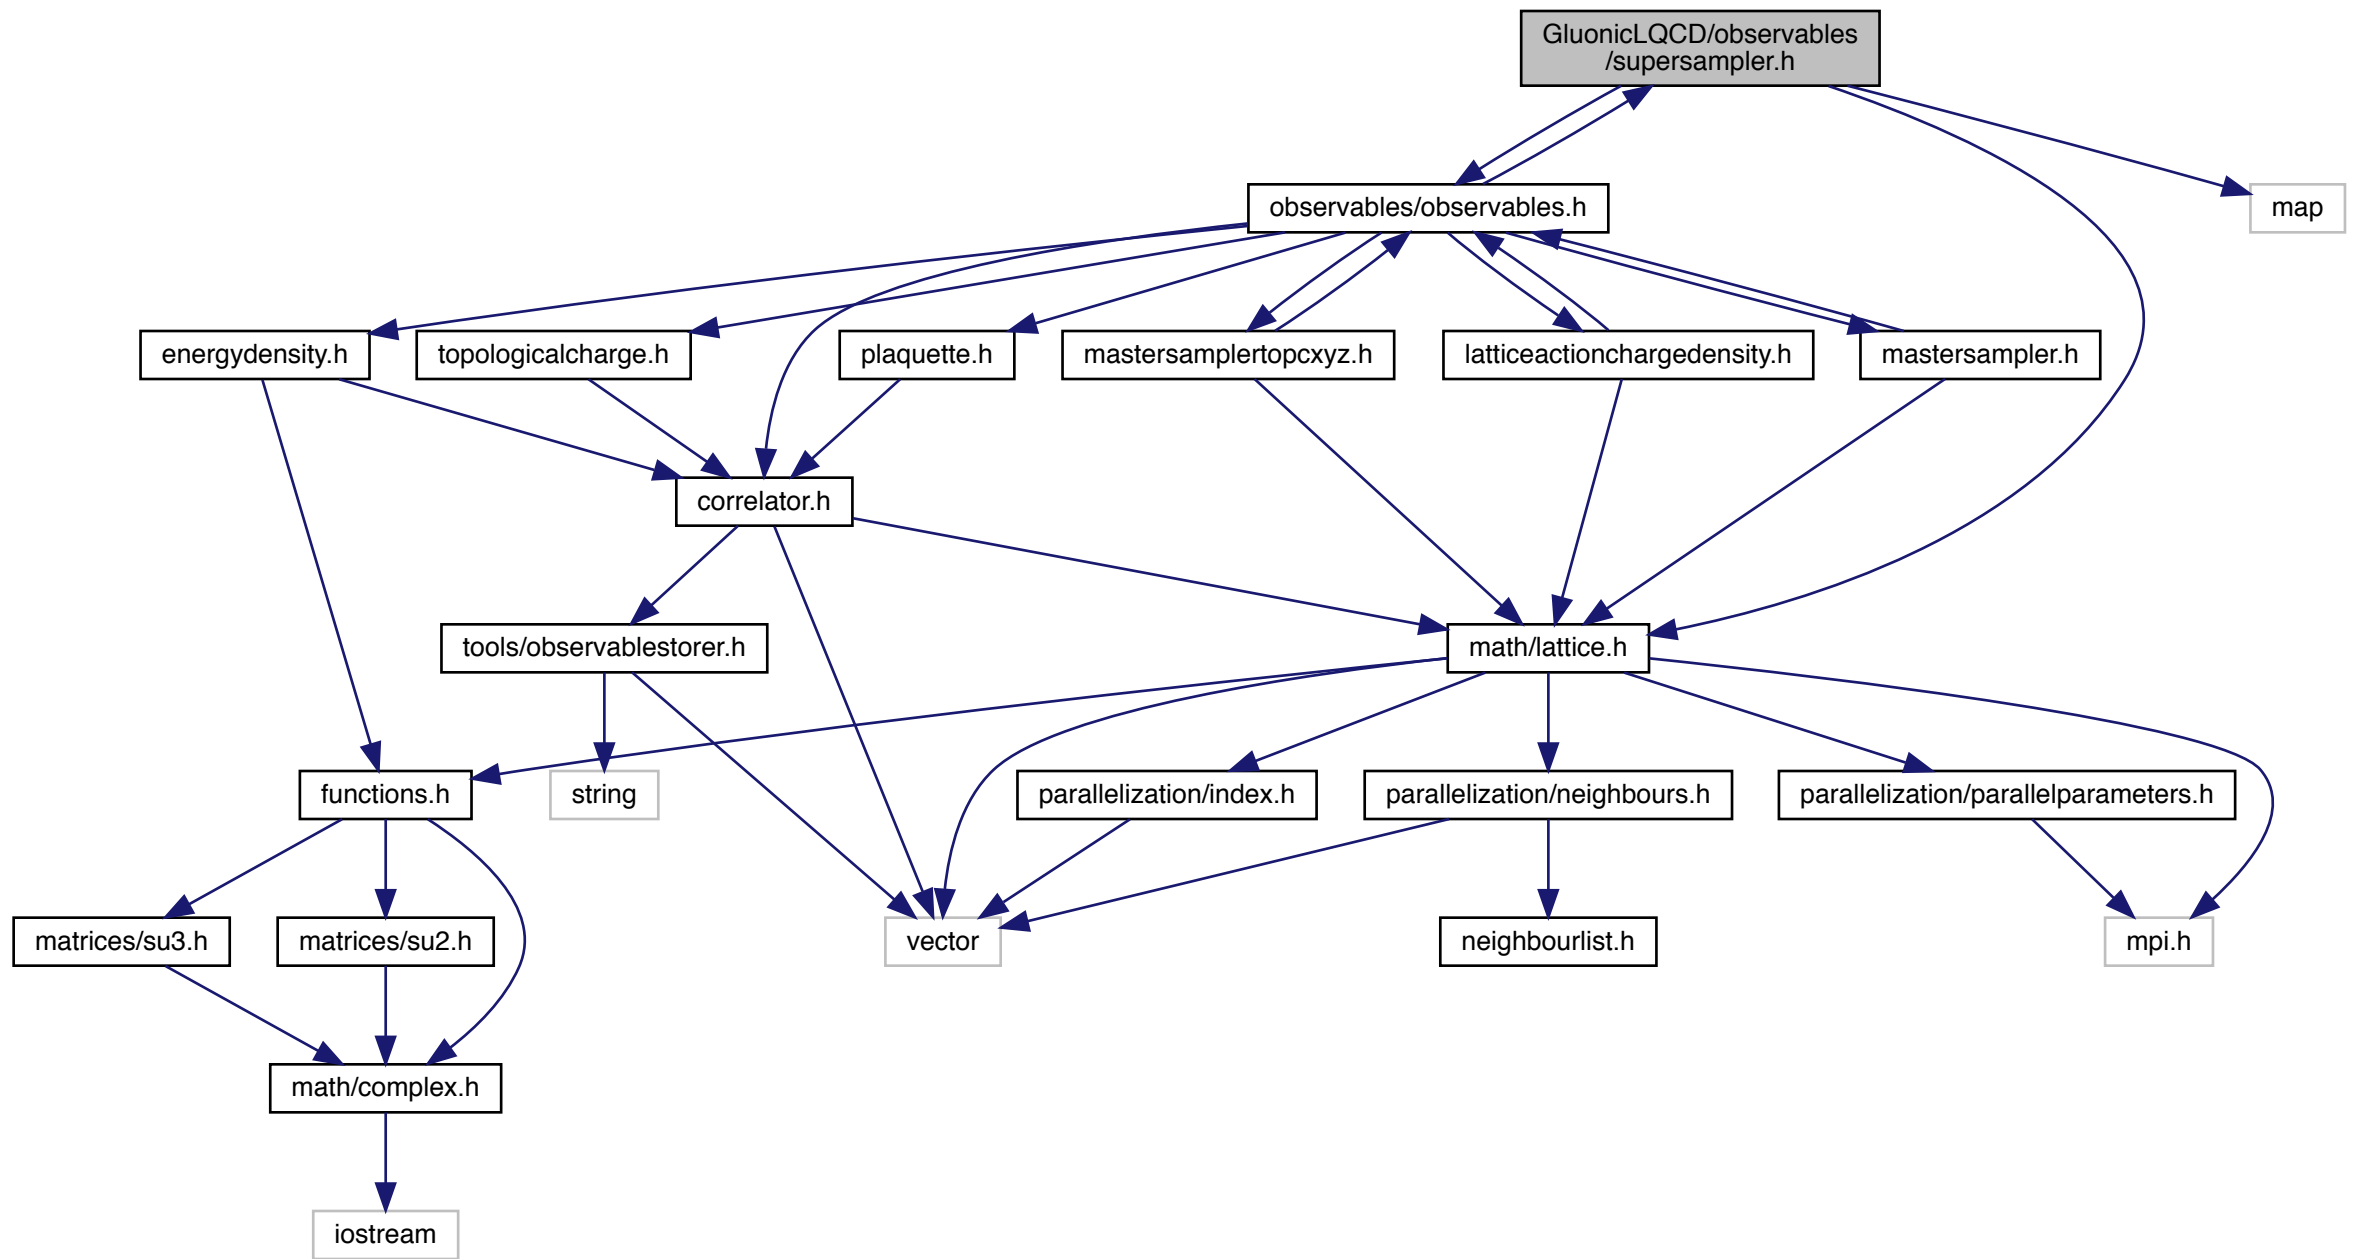 GluonicLQCD/observables
/supersampler.h
observables/observables.h
map
energydensity.h
topologicalcharge.h
plaquette.h
mastersamplertopcxyz.h
latticeactionchargedensity.h
mastersampler.h
correlator.h
tools/observablestorer.h
math/lattice.h
functions.h
string
parallelization/index.h
parallelization/neighbours.h
parallelization/parallelparameters.h
matrices/su3.h
matrices/su2.h
vector
neighbourlist.h
mpi.h
math/complex.h
iostream